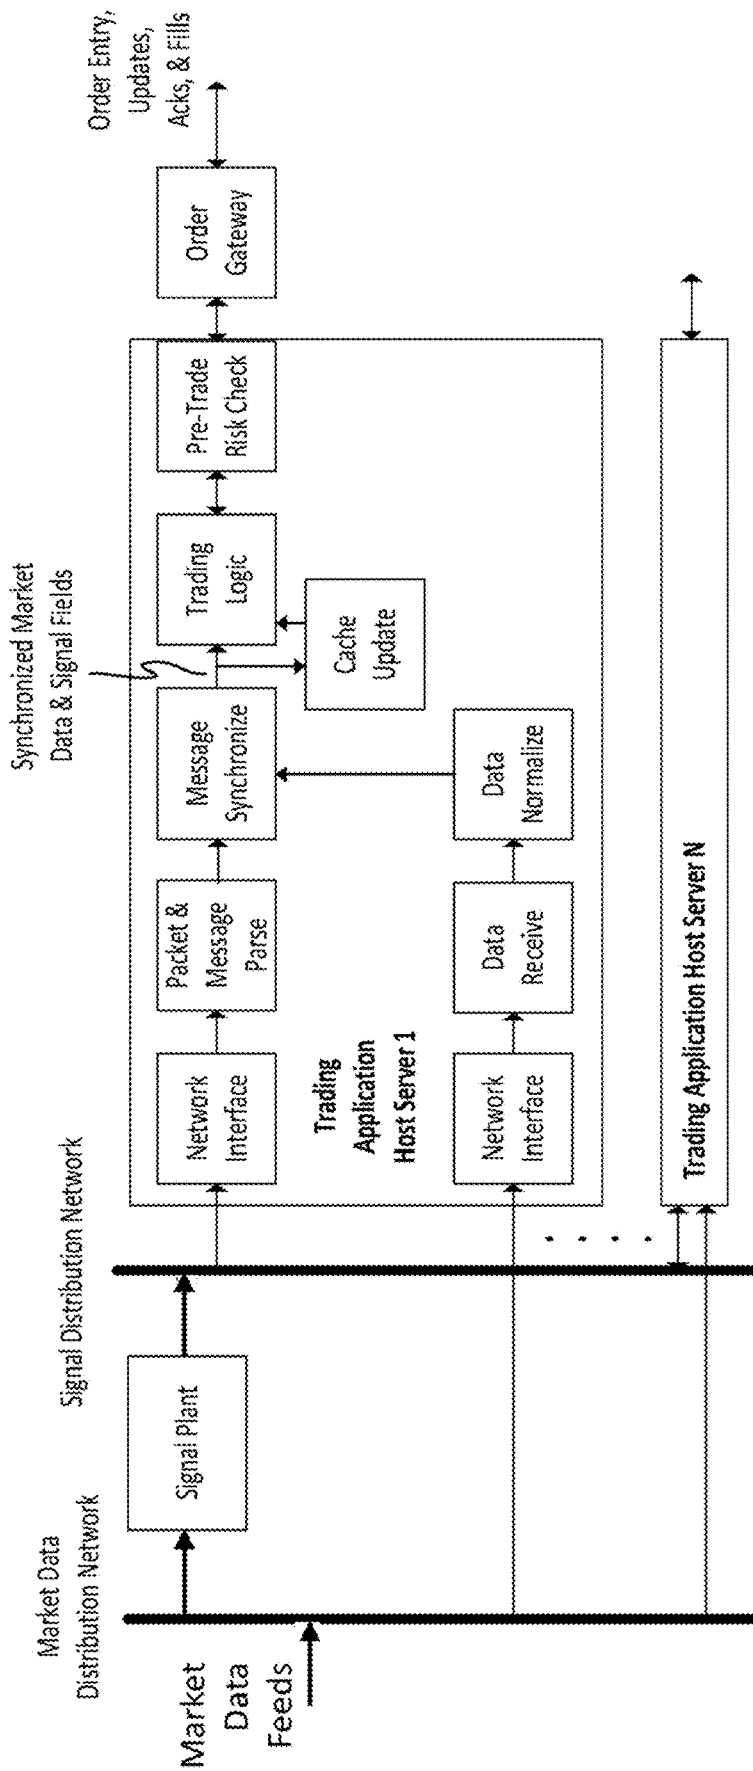 Market Data
Distribution Network
Signal Distribution Network
Synchronized Market
Data & Signal Fields
Order Entry,
Updates,
Acks, & Fills
Market
Data
Feeds
Signal Plant
Network
Interface
Packet &
Message
Parse
Message
Synchronize
Trading
Logic
Pre-Trade
Risk Check
Order
Gateway
Cache
Update
Trading
Application
Host Server 1
Network
Interface
Data
Receive
Data
Normalize
Trading Application Host Server N